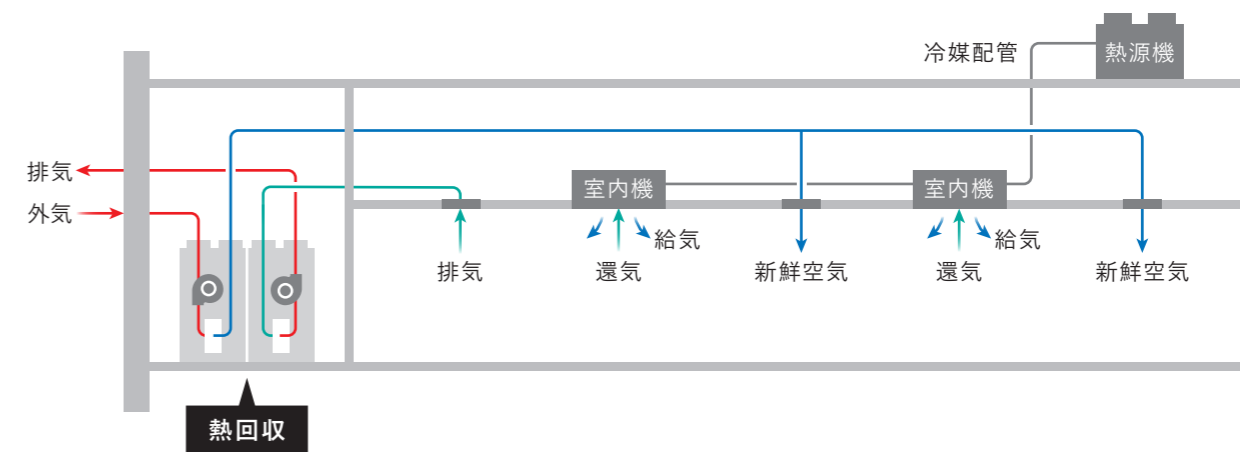 冷媒配管
熱源機
排気
外気
室内機
室内機
給気
給気
排気
還気
新鮮空気
還気
新鮮空気
熱回収